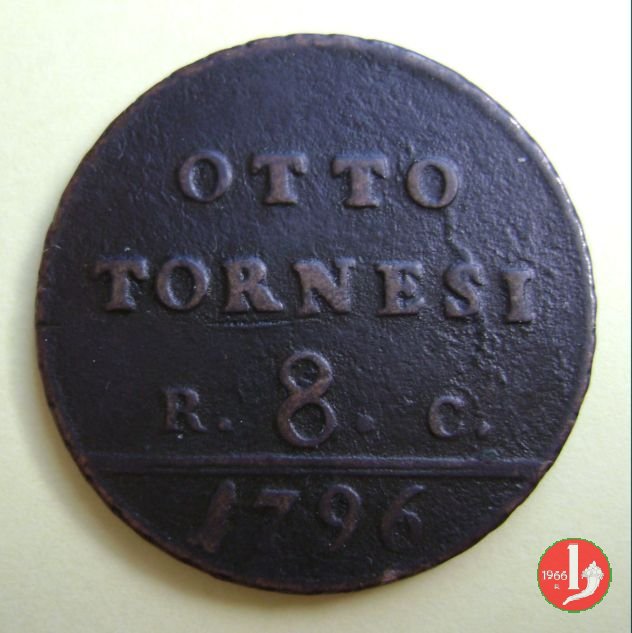 OTTO
TORNESI
R. 8. C.
1796
1966
R